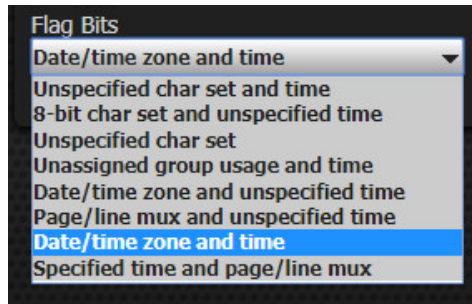 Flag Bits
Date/time zone and time
Unspecified char set and time
8-bit char set and unspecified time
Unspecified char set
Unassigned group usage and time
Date/time zone and unspecified time
Page/line mux and unspecified time
Date/time zone and time
Specified time and page/line mux